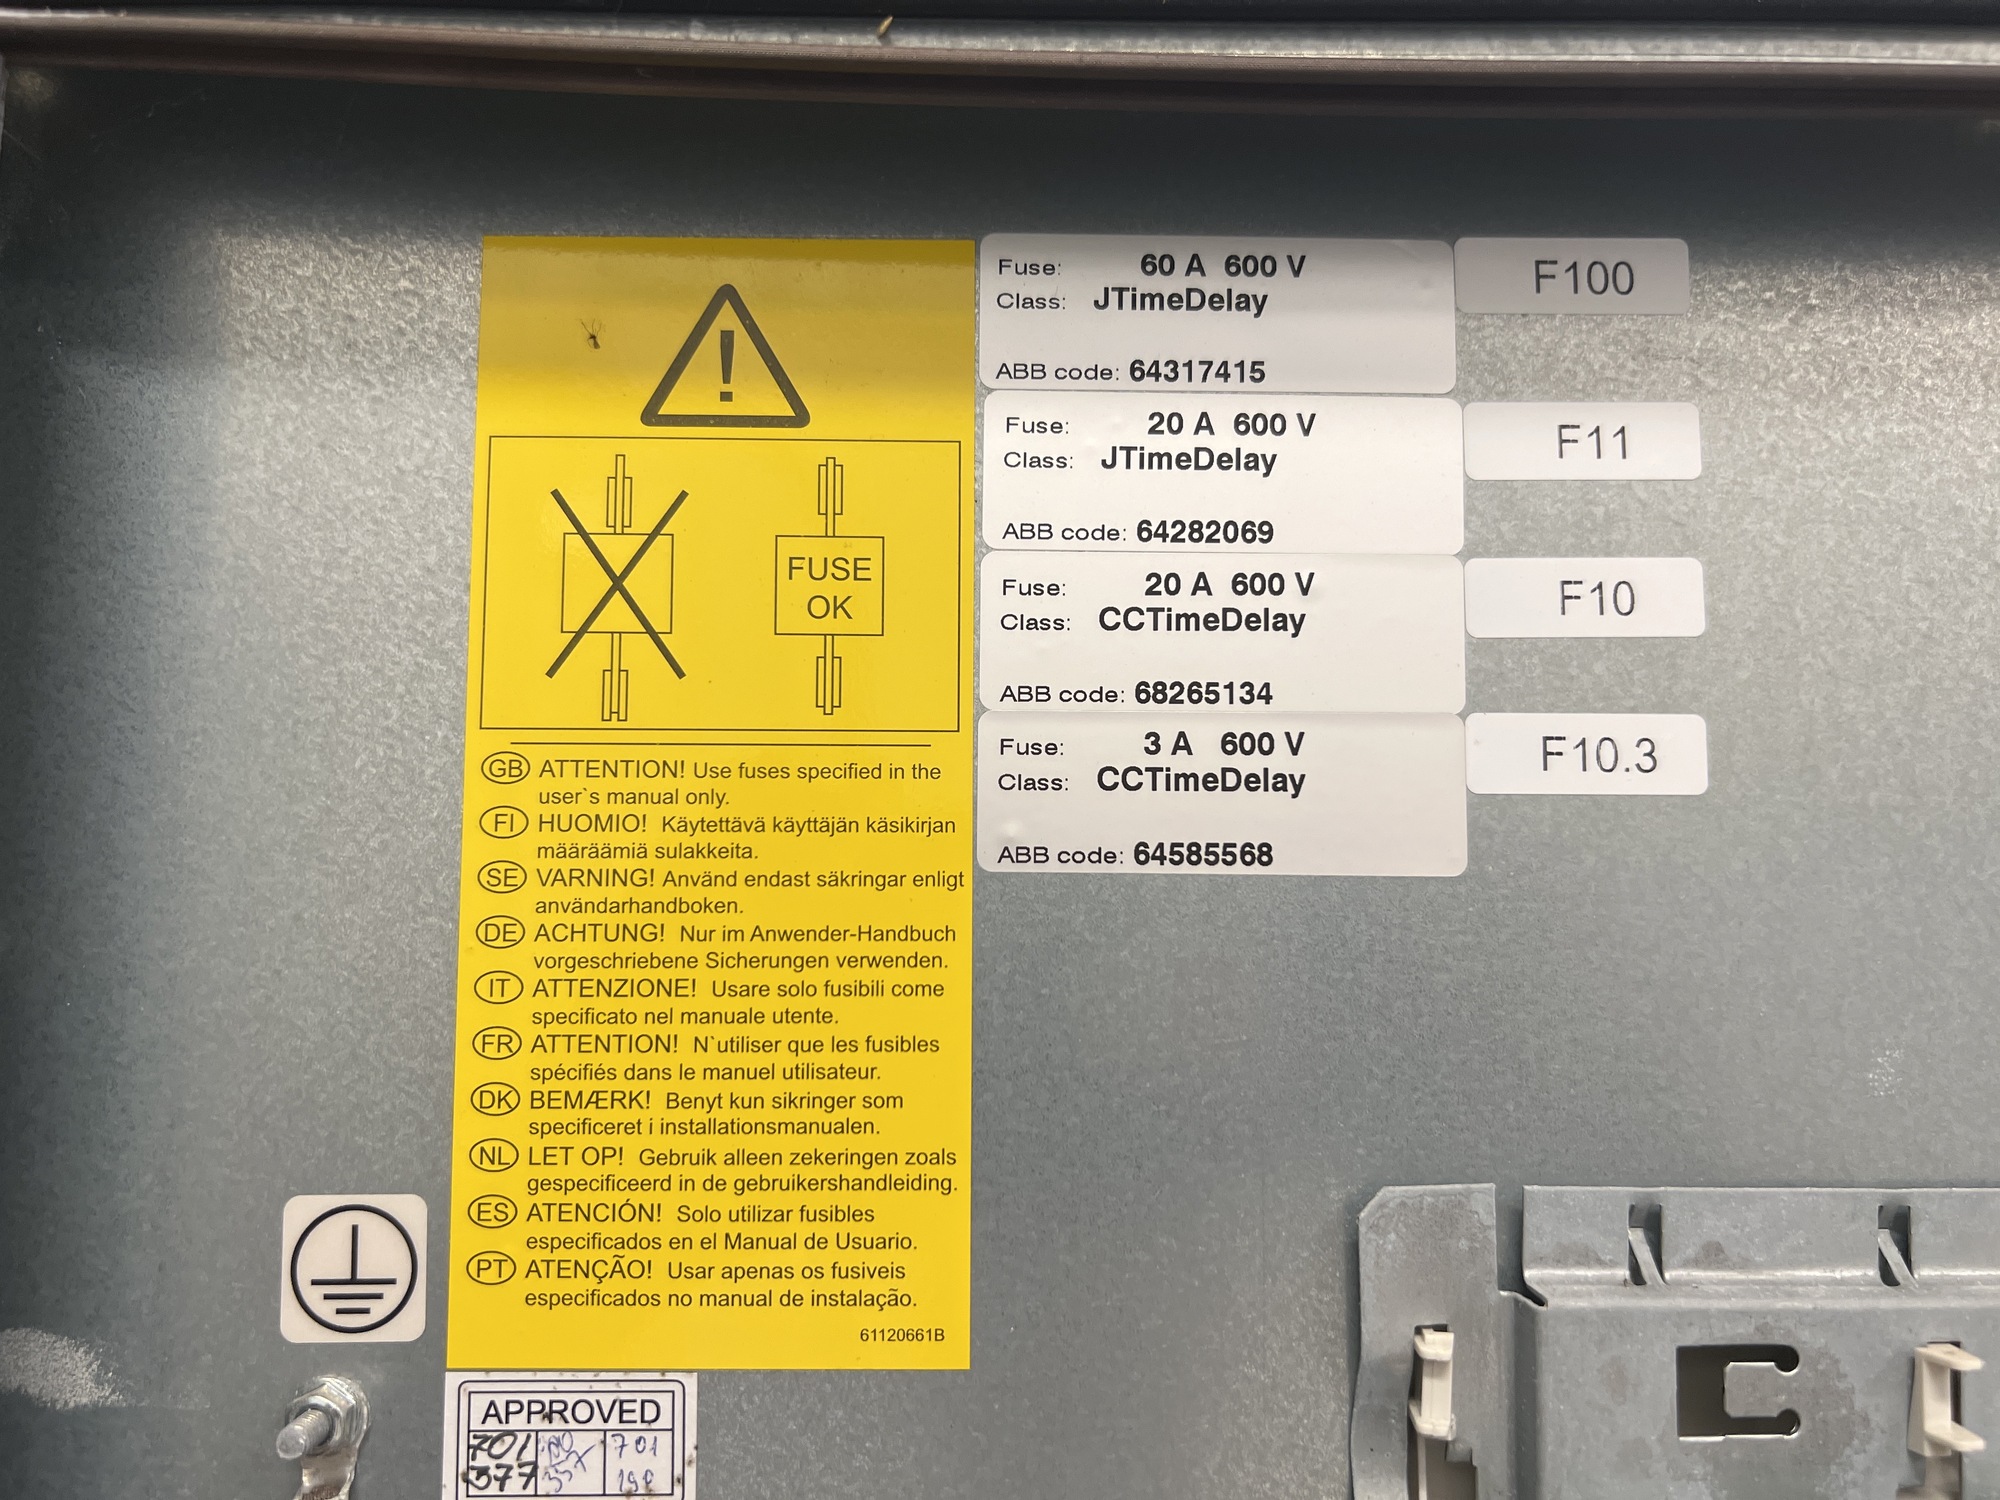 FUSE
OK
GB ATTENTION! Use fuses specified in the
user`s manual only.
FI HUOMIO! Käytettävä käyttäjän käsikirjan
määräämiä sulakkeita.
SE VARNING! Använd endast säkringar enligt
användarhandboken.
DE ACHTUNG! Nur im Anwender-Handbuch
vorgeschriebene Sicherungen verwenden.
IT ATTENZIONE! Usare solo fusibili come
specificato nel manuale utente.
FR ATTENTION! N`utiliser que les fusibles
spécifiés dans le manuel utilisateur.
DK BEMÆRK! Benyt kun sikringer som
specificeret i installationsmanualen.
NL LET OP! Gebruik alleen zekeringen zoals
gespecificeerd in de gebruikershandleiding.
ES ATENCIÓN! Solo utilizar fusibles
especificados en el Manual de Usuario.
PT ATENÇÃO! Usar apenas os fusiveis
especificados no manual de instalação.
61120661B
Fuse: 60 A 600 V
Class: JTimeDelay
ABB code: 64317415
F100
Fuse: 20 A 600 V
Class: JTimeDelay
ABB code: 64282069
F11
Fuse: 20 A 600 V
Class: CCTimeDelay
ABB code: 68265134
F10
Fuse: 3 A 600 V
Class: CCTimeDelay
ABB code: 64585568
F10.3
APPROVED
701 701
377